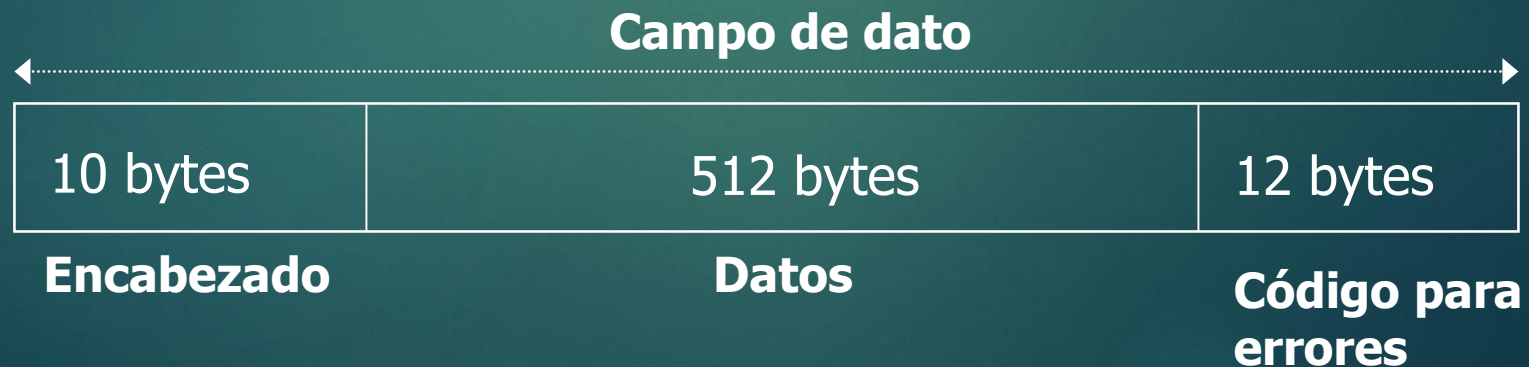 Campo de dato
10 bytes
512 bytes
12 bytes
Encabezado
Datos
Código para
errores